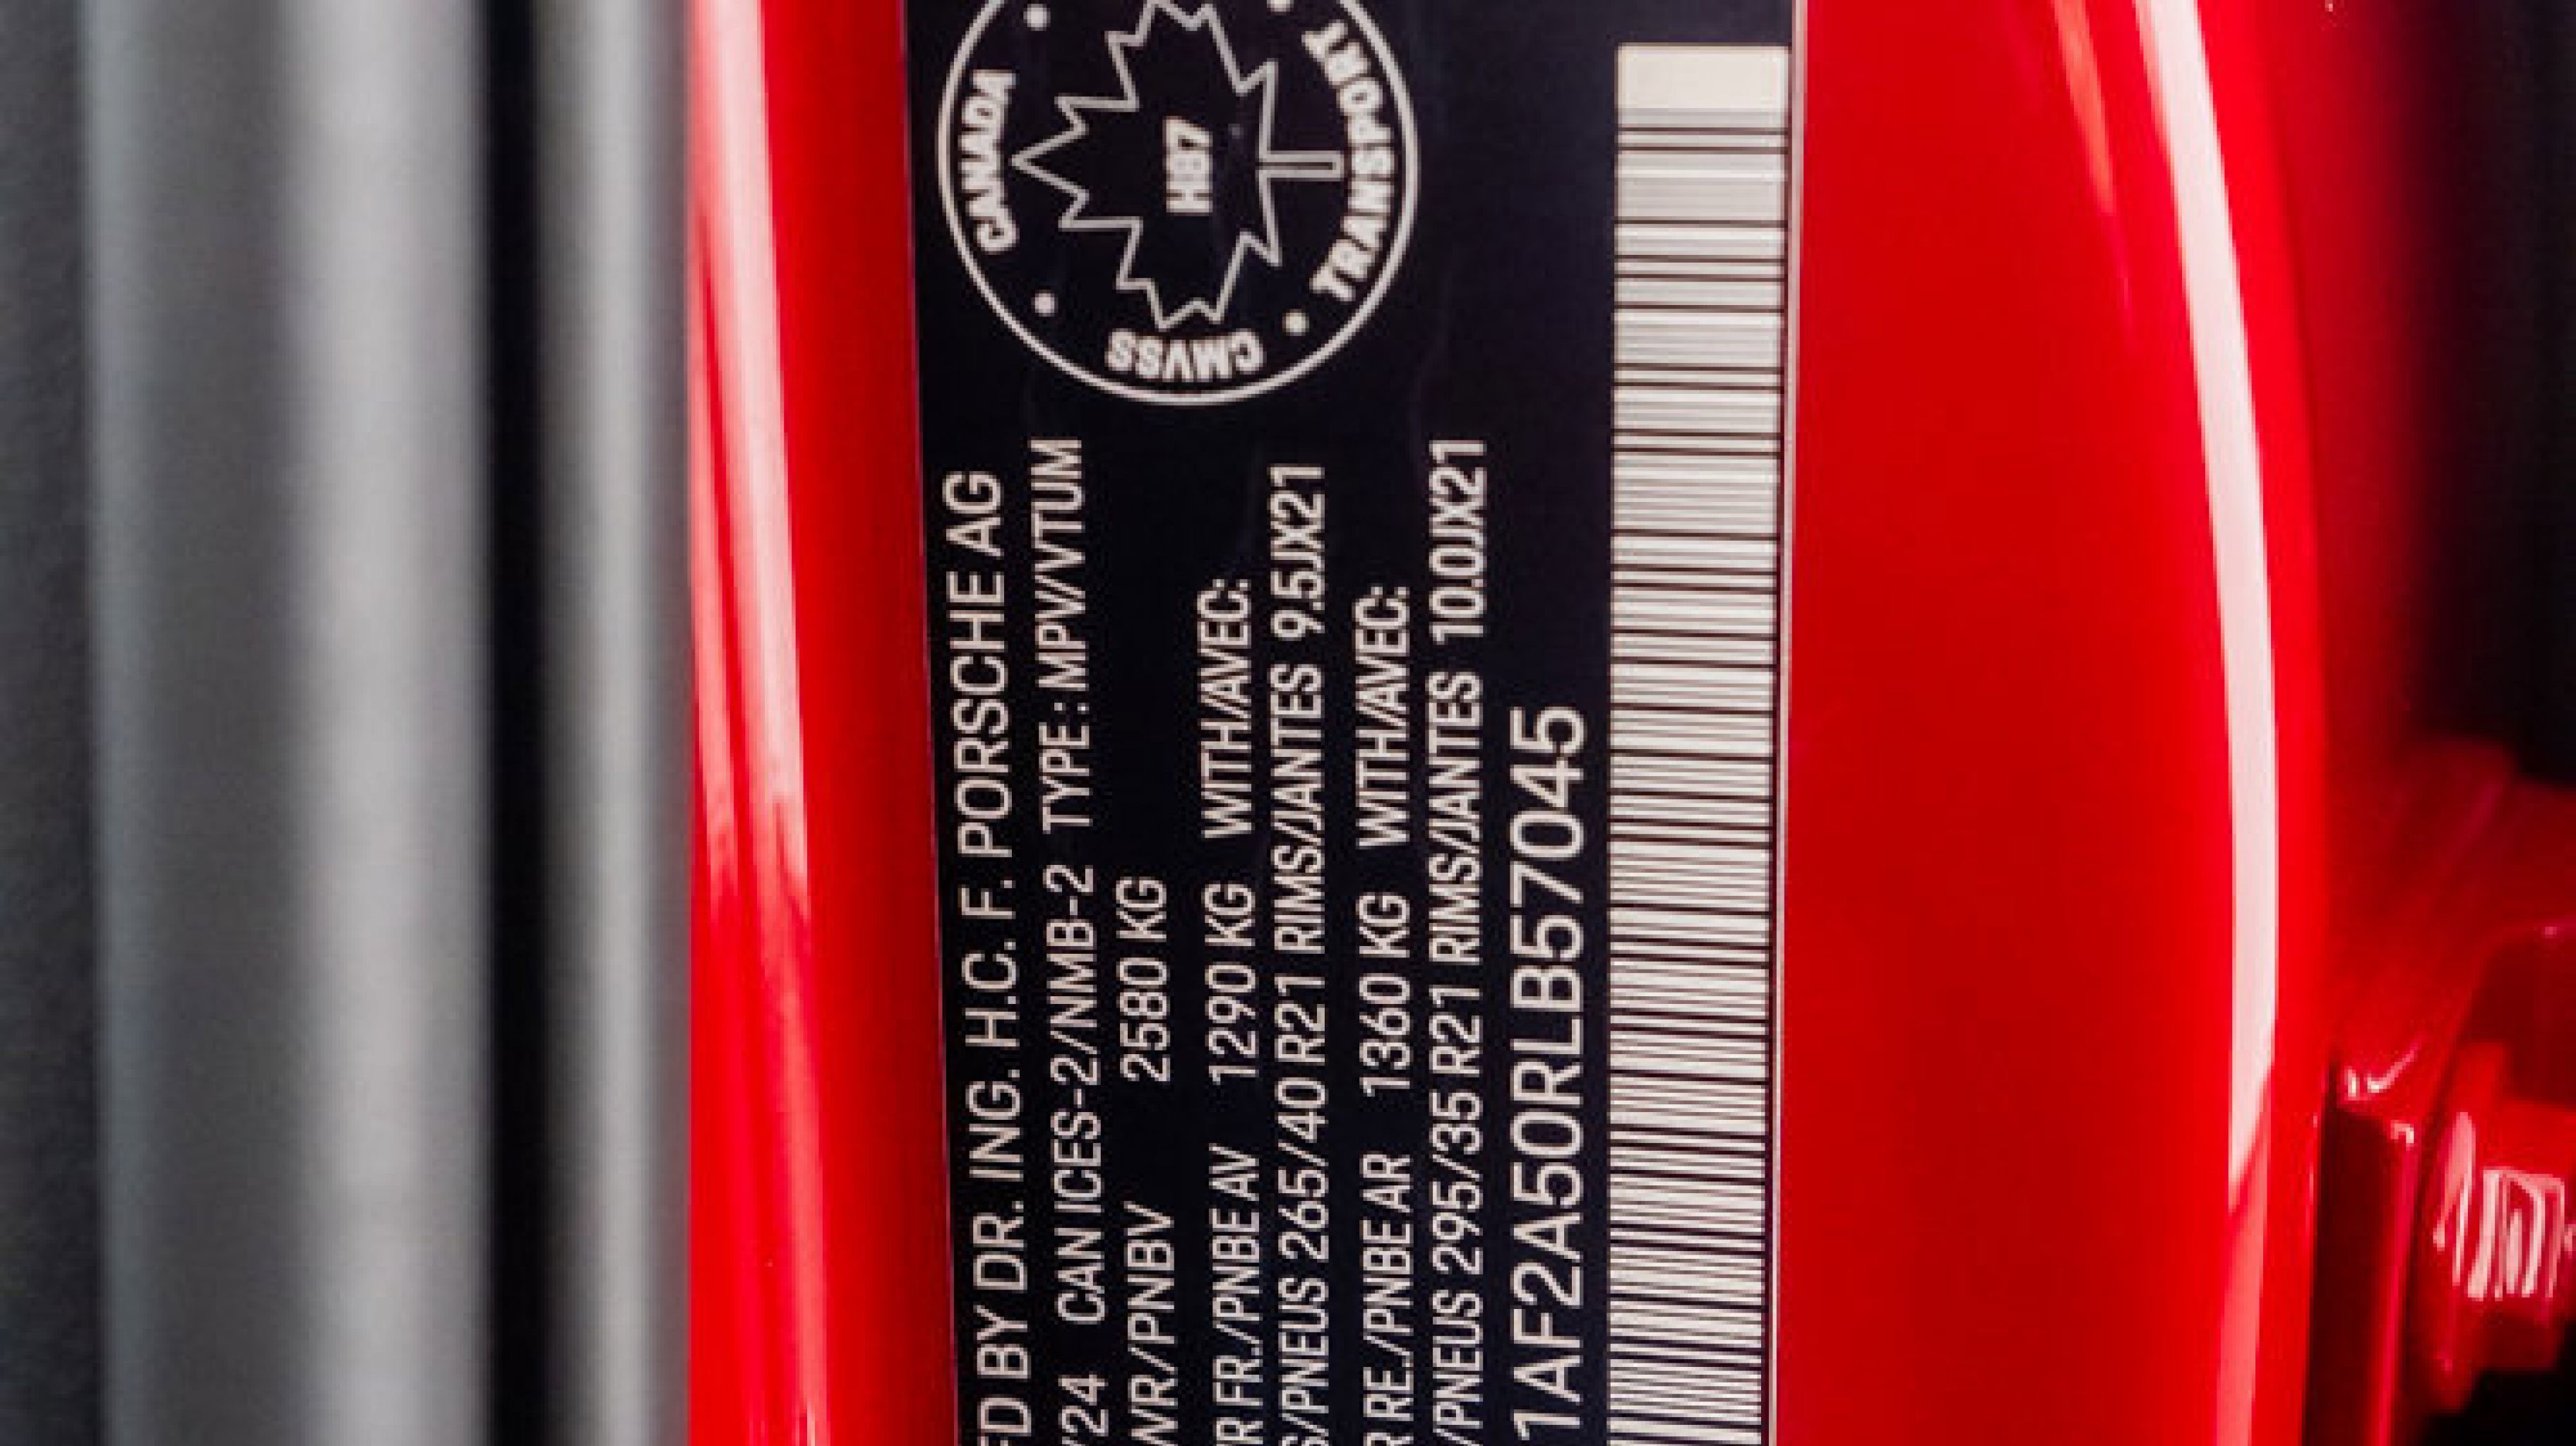 FD BY DR. ING. H.C. F. PORSCHE AG
/24 CAN ICES-2/NMB-2 TYPE: MPV/VTUM
WR/PNBV 2580 KG
R FR./PNBE AV 1290 KG WITH/AVEC:
S/PNEUS 265/40 R21 RIMS/JANTES 9.5JX21
R RE./PNBE AR 1360 KG WITH/AVEC:
/PNEUS 295/35 R21 RIMS/JANTES 10.0JX21
1AF2A50RLB57045
CANADA
TRANSPORT
CMVSS
H87